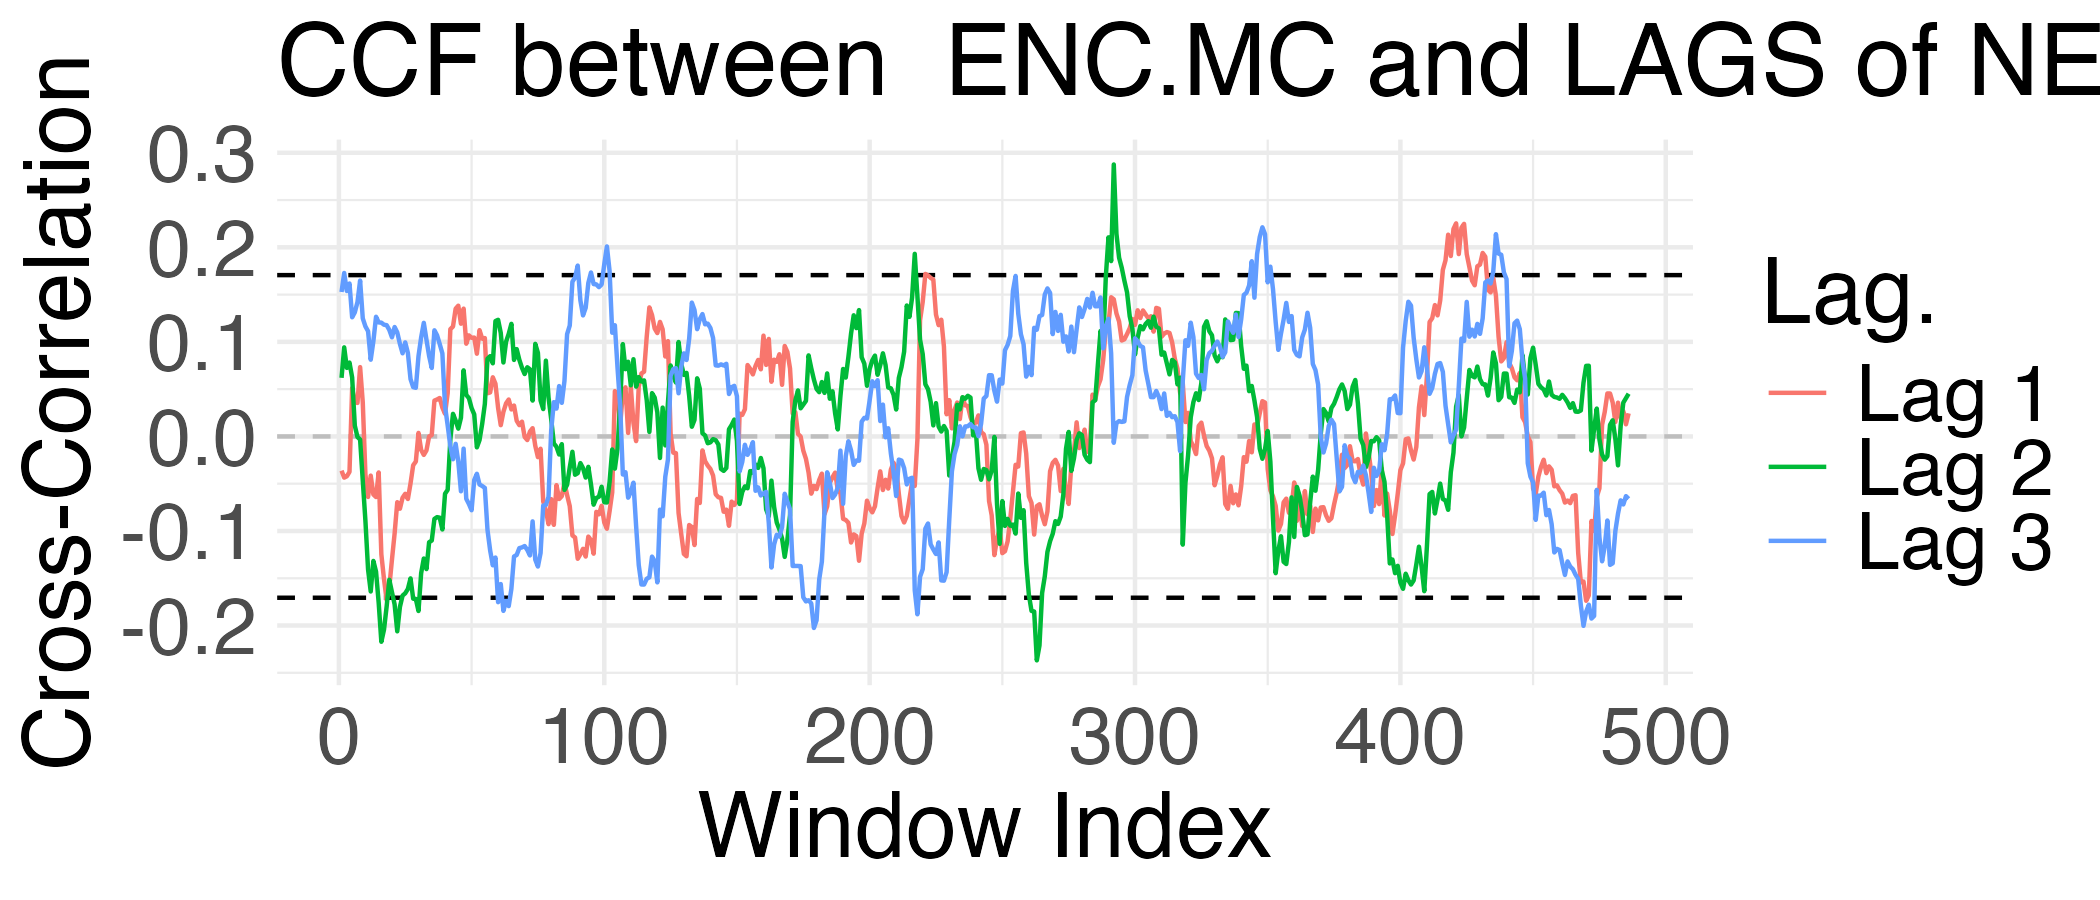 CCF between ENC.MC and LAGS of NE
Cross-Correlation
0.3
0.2
0.1
0.0
-0.1
-0.2
0 100 200 300 400 500
Window Index
Lag.
Lag 1
Lag 2
Lag 3